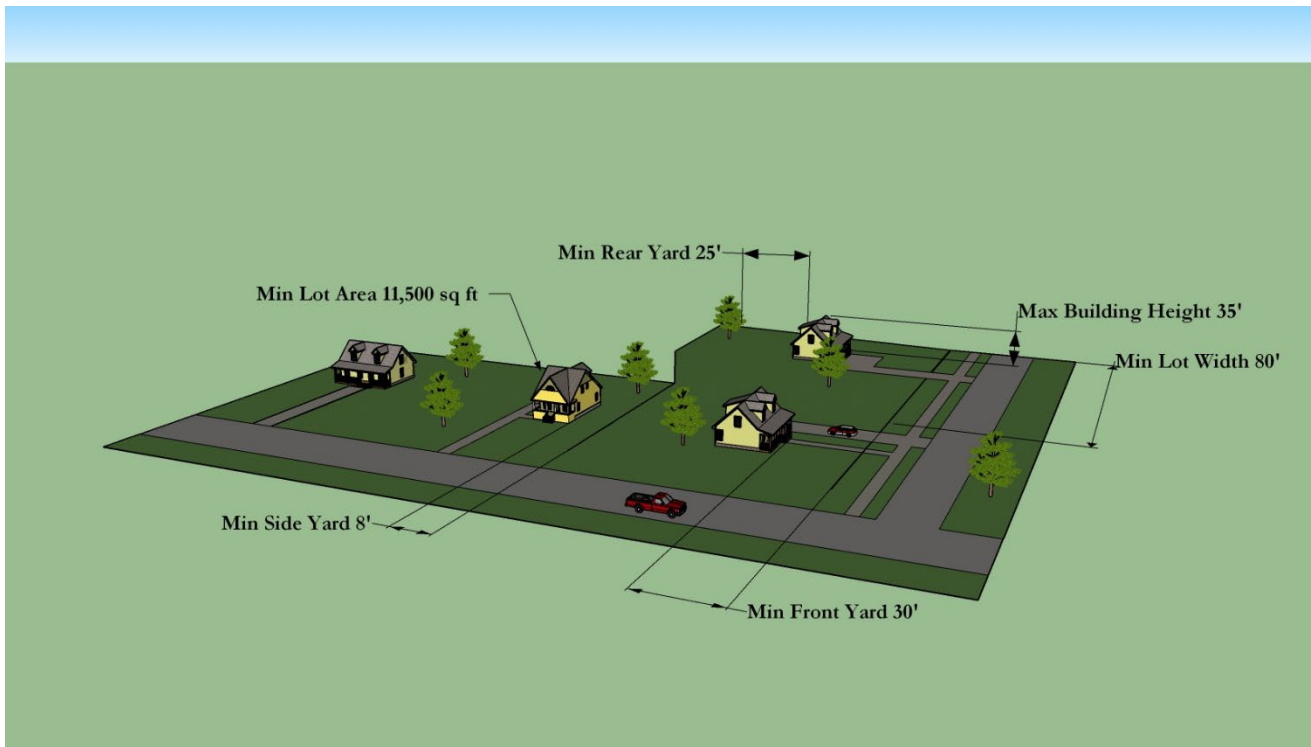 Min Rear Yard 25'
Min Lot Area 11,500 sq ft
Max Building Height 35'
Min Lot Width 80'
Min Side Yard 8'
Min Front Yard 30'